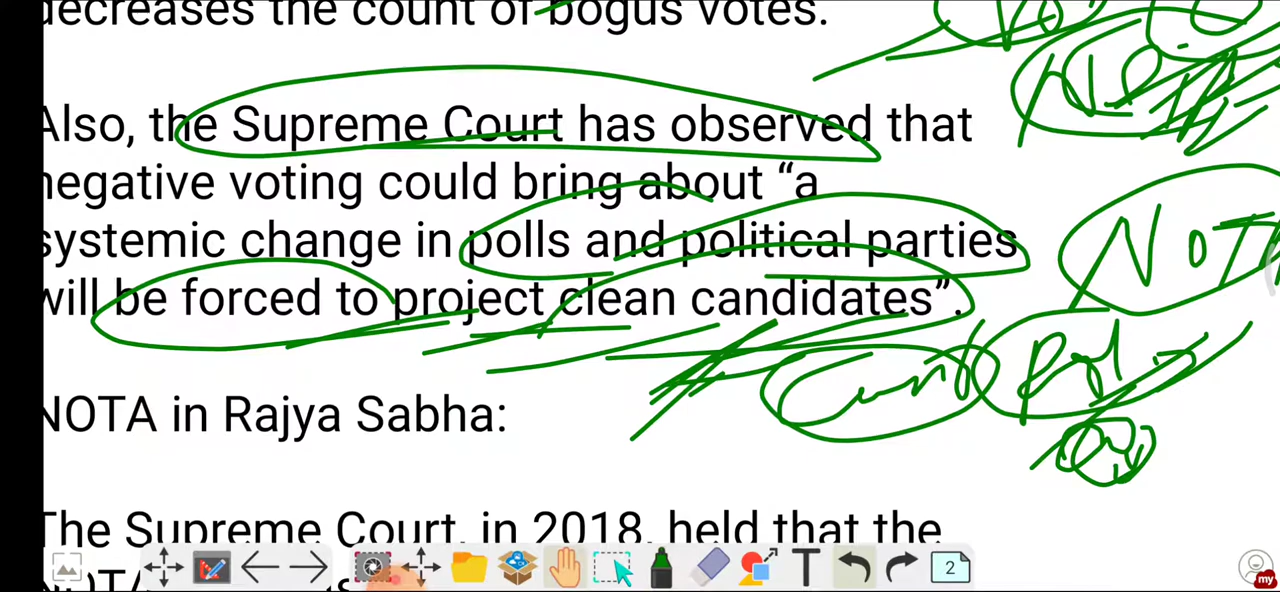 decreases the count of bogus votes.
Also, the Supreme Court has observed that
negative voting could bring about “a
systemic change in polls and political parties
will be forced to project clean candidates”.
NOTA in Rajya Sabha:
The Supreme Court, in 2018, held that the
2
my